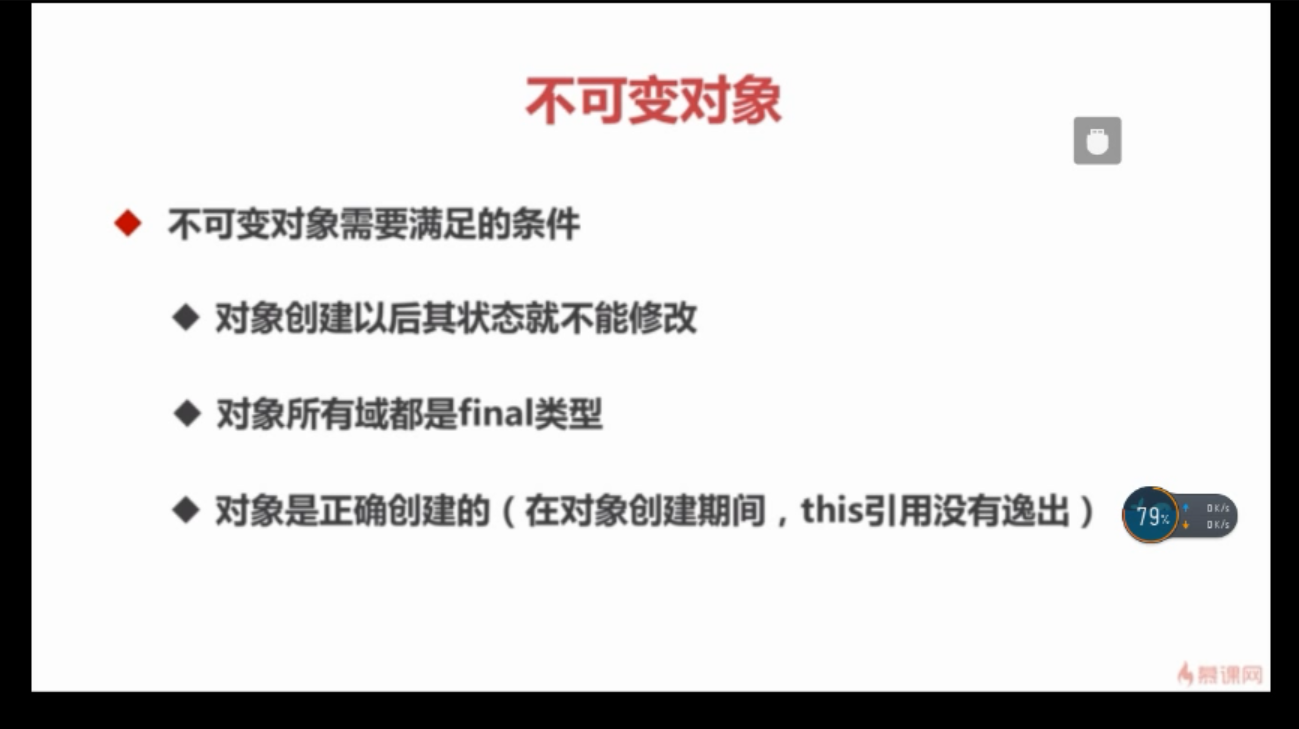 不可变对象
不可变对象需要满足的条件
对象创建以后其状态就不能修改
对象所有域都是final类型
对象是正确创建的（在对象创建期间，this引用没有逸出）
79%
0K/s
0K/s
慕课网